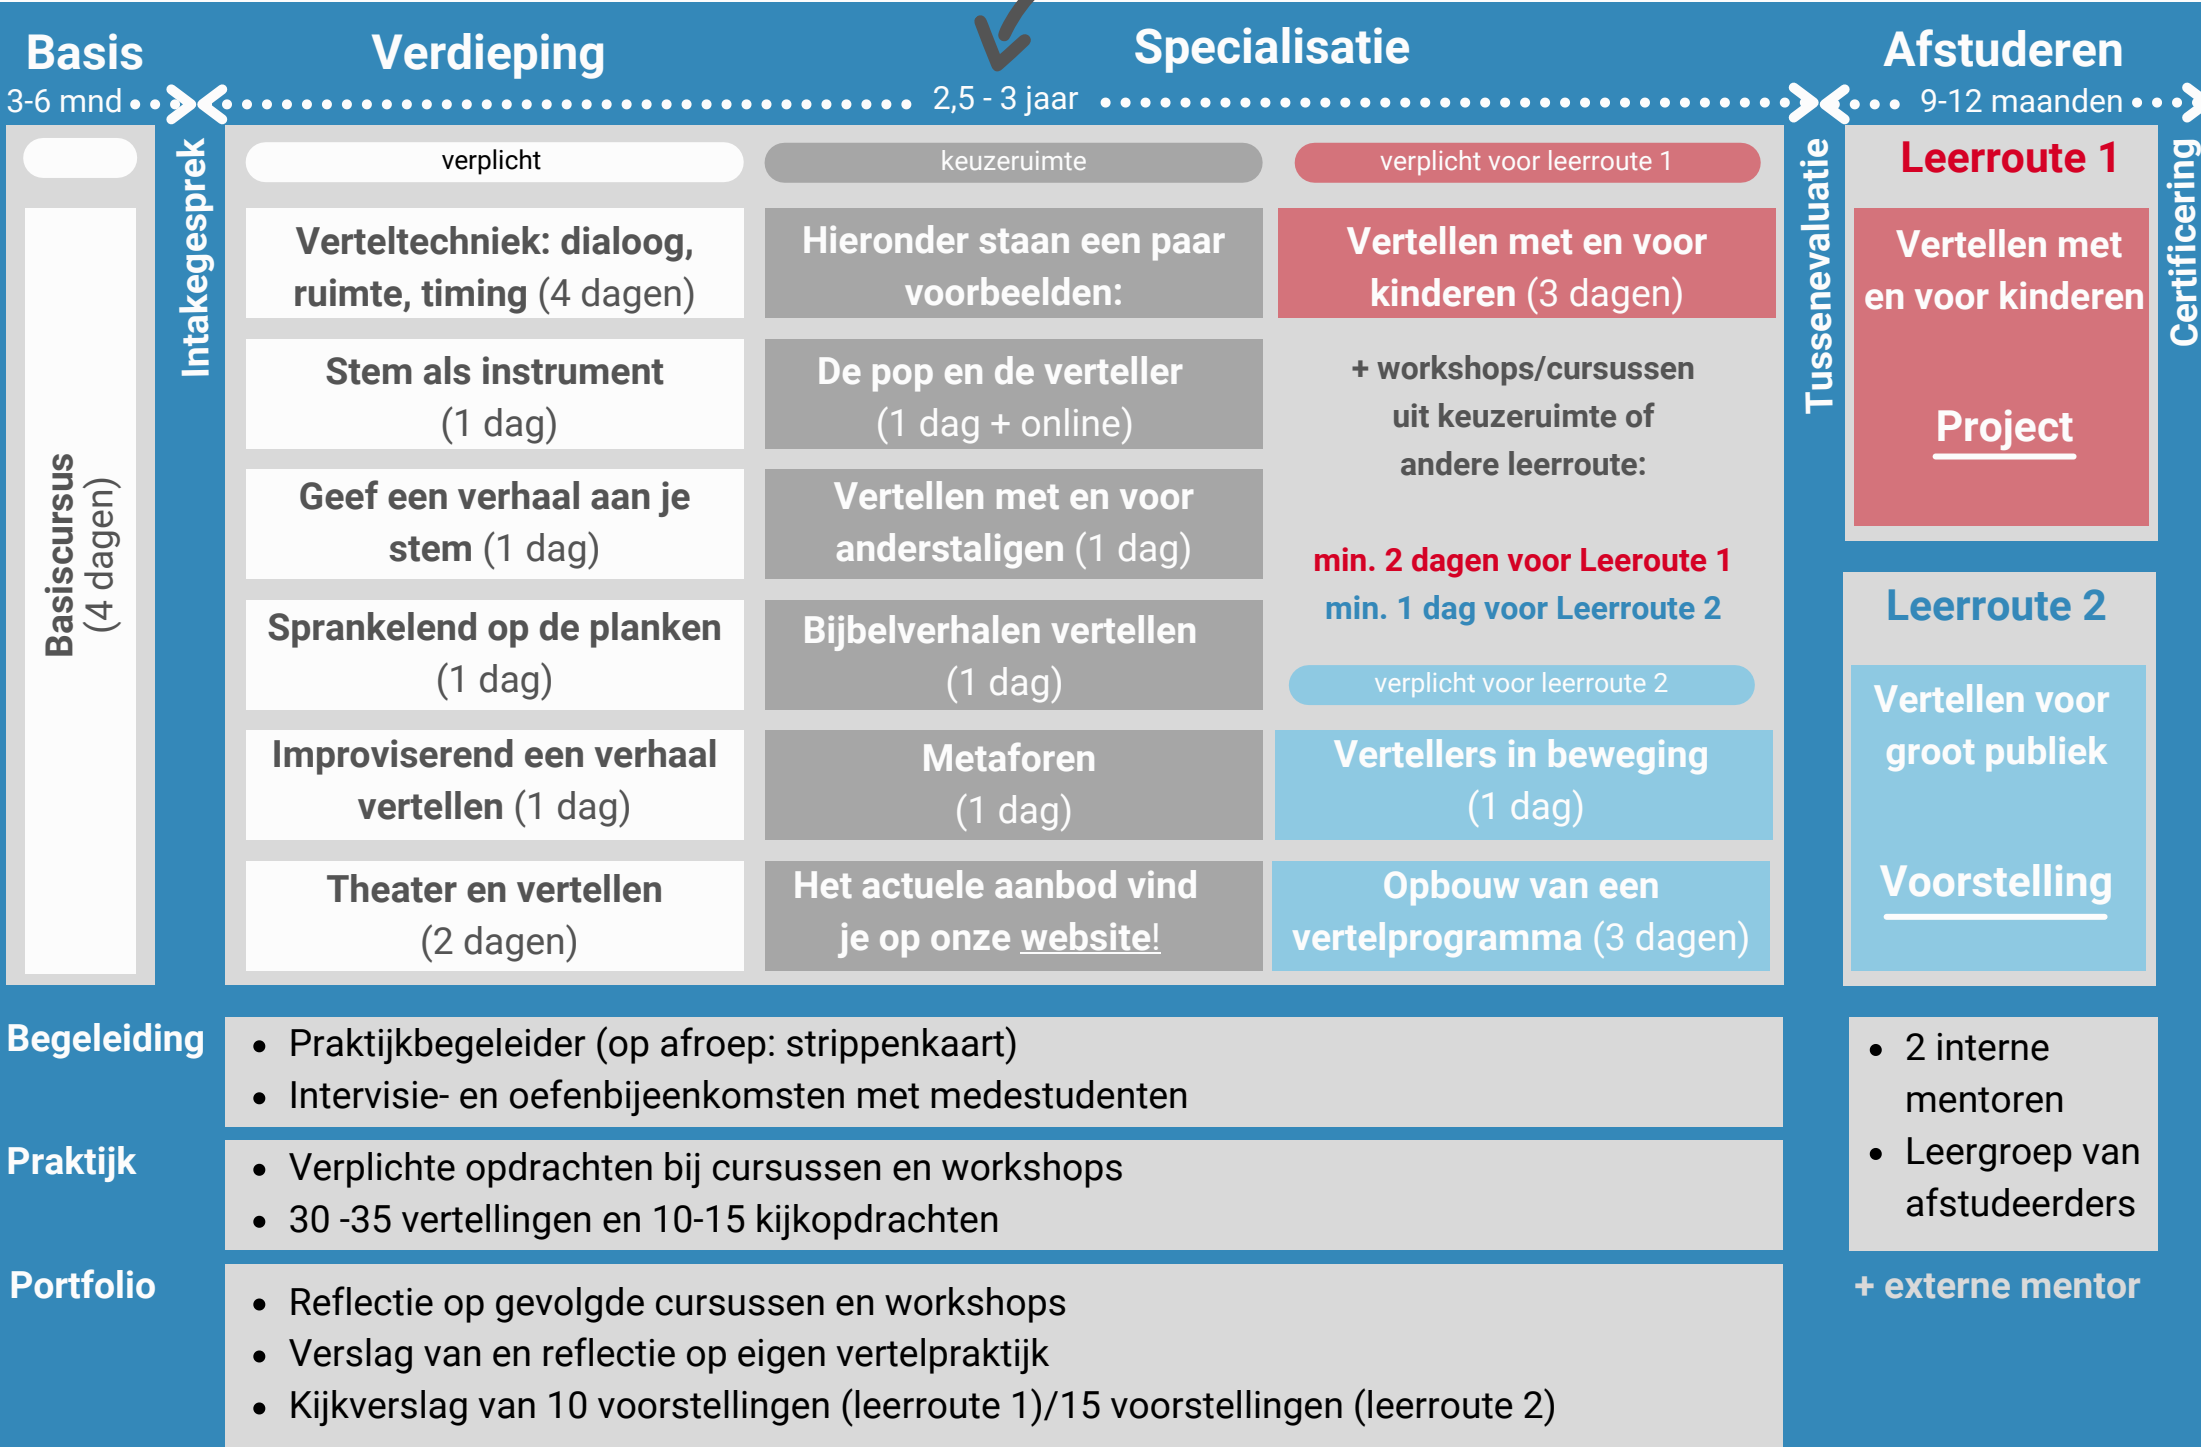 Basis
3-6 mnd
Verdieping
2,5 - 3 jaar
Specialisatie
Afstuderen
9-12 maanden
Basiscursus
(4 dagen)
Intakegesprek
verplicht
Verteltechniek: dialoog,
ruimte, timing (4 dagen)
Stem als instrument
(1 dag)
Geef een verhaal aan je
stem (1 dag)
Sprankelend op de planken
(1 dag)
Improviserend een verhaal
vertellen (1 dag)
Theater en vertellen
(2 dagen)
keuzeruimte
Hieronder staan een paar
voorbeelden:
De pop en de verteller
(1 dag + online)
Vertellen met en voor
anderstaligen (1 dag)
Bijbelverhalen vertellen
(1 dag)
Metaforen
(1 dag)
Het actuele aanbod vind
je op onze website!
verplicht voor leerroute 1
Vertellen met en voor
kinderen (3 dagen)
+ workshops/cursussen
uit keuzeruimte of
andere leerroute:
min. 2 dagen voor Leeroute 1
min. 1 dag voor Leerroute 2
verplicht voor leerroute 2
Vertellers in beweging
(1 dag)
Opbouw van een
vertelprogramma (3 dagen)
Tussenevaluatie
Leerroute 1
Vertellen met
en voor kinderen
Project
Leerroute 2
Vertellen voor
groot publiek
Voorstelling
Certificering
Begeleiding
• Praktijkbegeleider (op afroep: strippenkaart)
• Intervisie- en oefenbijeenkomsten met medestudenten
Praktijk
• Verplichte opdrachten bij cursussen en workshops
• 30 -35 vertellingen en 10-15 kijkopdrachten
Portfolio
• Reflectie op gevolgde cursussen en workshops
• Verslag van en reflectie op eigen vertelpraktijk
• Kijkverslag van 10 voorstellingen (leerroute 1)/15 voorstellingen (leerroute 2)
• 2 interne
mentoren
• Leergroep van
afstudeerders
+ externe mentor